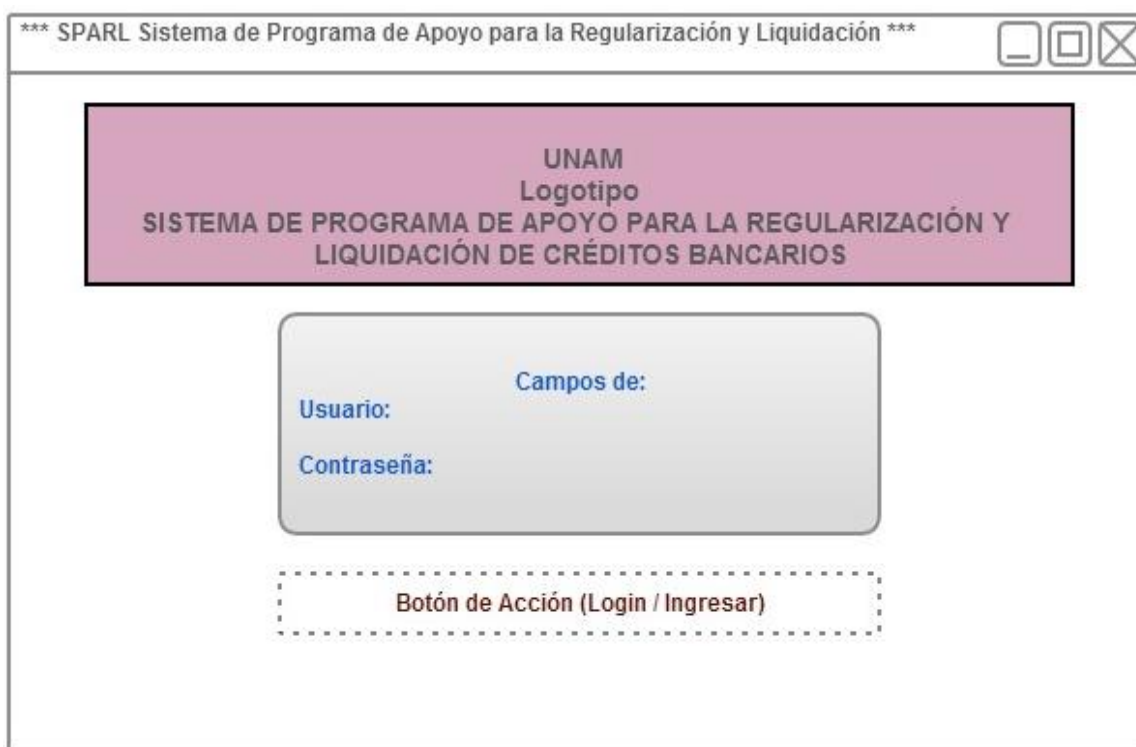 *** SPARL Sistema de Programa de Apoyo para la Regularización y Liquidación ***
UNAM
Logotipo
SISTEMA DE PROGRAMA DE APOYO PARA LA REGULARIZACIÓN Y
LIQUIDACIÓN DE CRÉDITOS BANCARIOS
Campos de:
Usuario:
Contraseña:
Botón de Acción (Login / Ingresar)